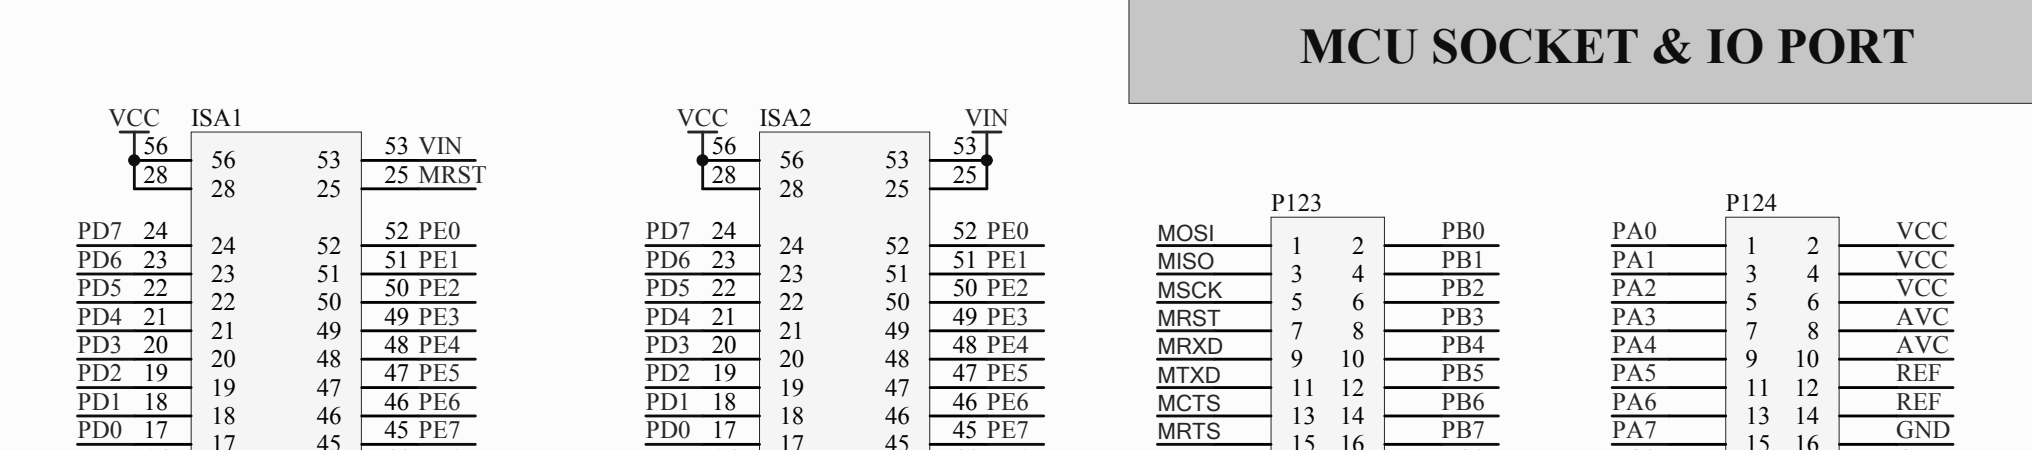 MCU SOCKET & IO PORT
VCC ISA1
56 56 53 53 VIN
28 28 25 25 MRST
PD7 24 24 52 52 PE0
PD6 23 23 51 51 PE1
PD5 22 22 50 50 PE2
PD4 21 21 49 49 PE3
PD3 20 20 48 48 PE4
PD2 19 19 47 47 PE5
PD1 18 18 46 46 PE6
PD0 17 17 45 45 PE7
VCC ISA2 VIN
56 56 53 53
28 28 25 25
PD7 24 24 52 52 PE0
PD6 23 23 51 51 PE1
PD5 22 22 50 50 PE2
PD4 21 21 49 49 PE3
PD3 20 20 48 48 PE4
PD2 19 19 47 47 PE5
PD1 18 18 46 46 PE6
PD0 17 17 45 45 PE7
P123
MOSI 1 2 PB0
MISO 3 4 PB1
MSCK 5 6 PB2
MRST 7 8 PB3
MRXD 9 10 PB4
MTXD 11 12 PB5
MCTS 13 14 PB6
MRTS 15 16 PB7
P124
PA0 1 2 VCC
PA1 3 4 VCC
PA2 5 6 VCC
PA3 7 8 AVC
PA4 9 10 AVC
PA5 11 12 REF
PA6 13 14 REF
PA7 15 16 GND